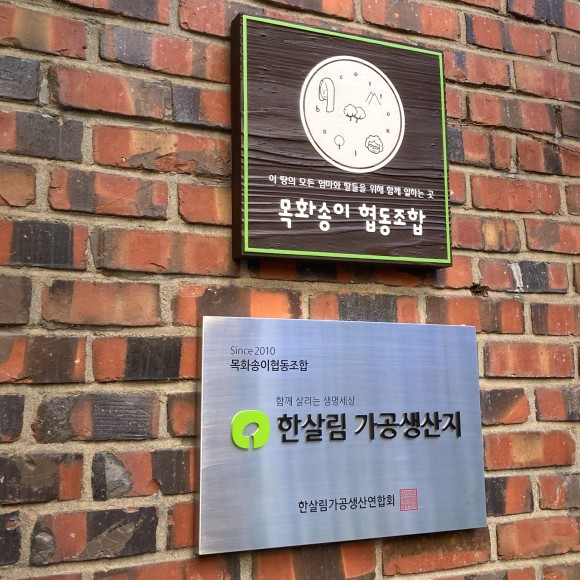 이 땅의 모든 엄마와 딸들을 위해 함께 일하는 곳
목화송이 협동조합
Since 2010
목화송이협동조합
함께 살리는 생명세상
한살림 가공생산지
한살림가공생산연합회